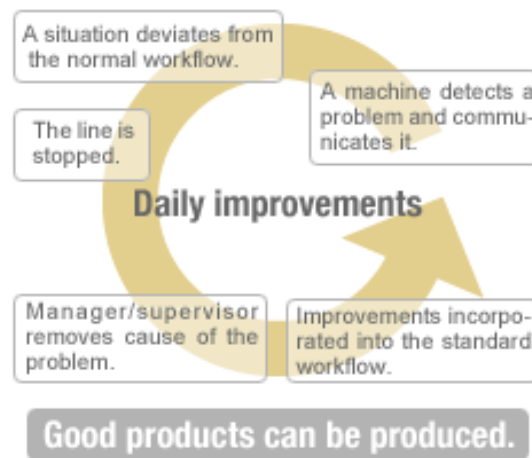 A situation deviates from
the normal workflow.
A machine detects a
problem and commu-
nicates it.
The line is
stopped.
Daily improvements
Manager/supervisor
removes cause of the
problem.
Improvements incorpo-
rated into the standard
workflow.
Good products can be produced.